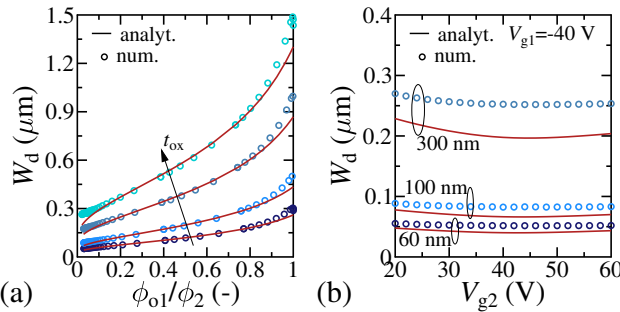 1.5
1.2
0.9
0.6
0.3
0.0
W_d (μm)
— analyt.
○ num.
t_ox
0 0.2 0.4 0.6 0.8 1
(a)
ϕ_o1/ϕ_2 (-)
0.4
0.3
0.2
0.1
0
W_d (μm)
— analyt. V_g1=-40 V
○ num.
300 nm
100 nm
60 nm
20 30 40 50 60
(b)
V_g2 (V)